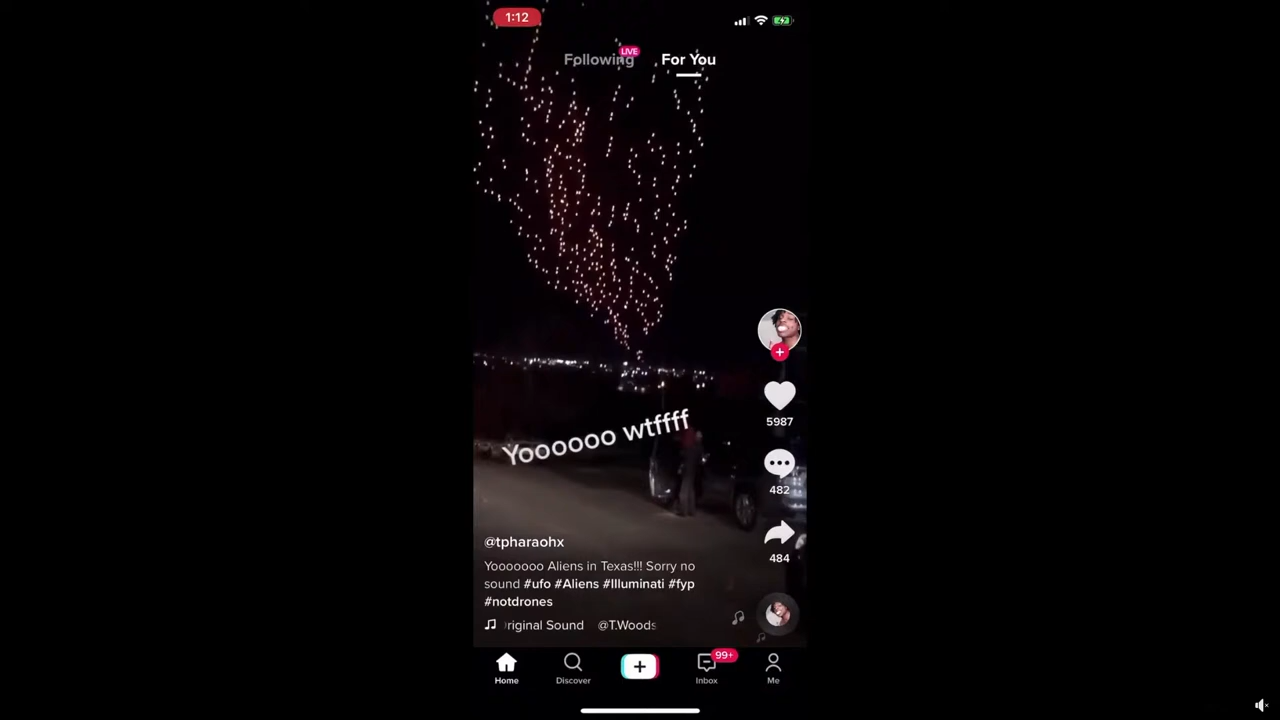 1:12
Following LIVE
For You
Yoooooo wtffff
5987
482
484
@tpharaohx
Yooooooo Aliens in Texas!!! Sorry no
sound #ufo #Aliens #Illuminati #fyp
#notdrones
riginal Sound @T.Woods
Home
Discover
99+
Inbox
Me